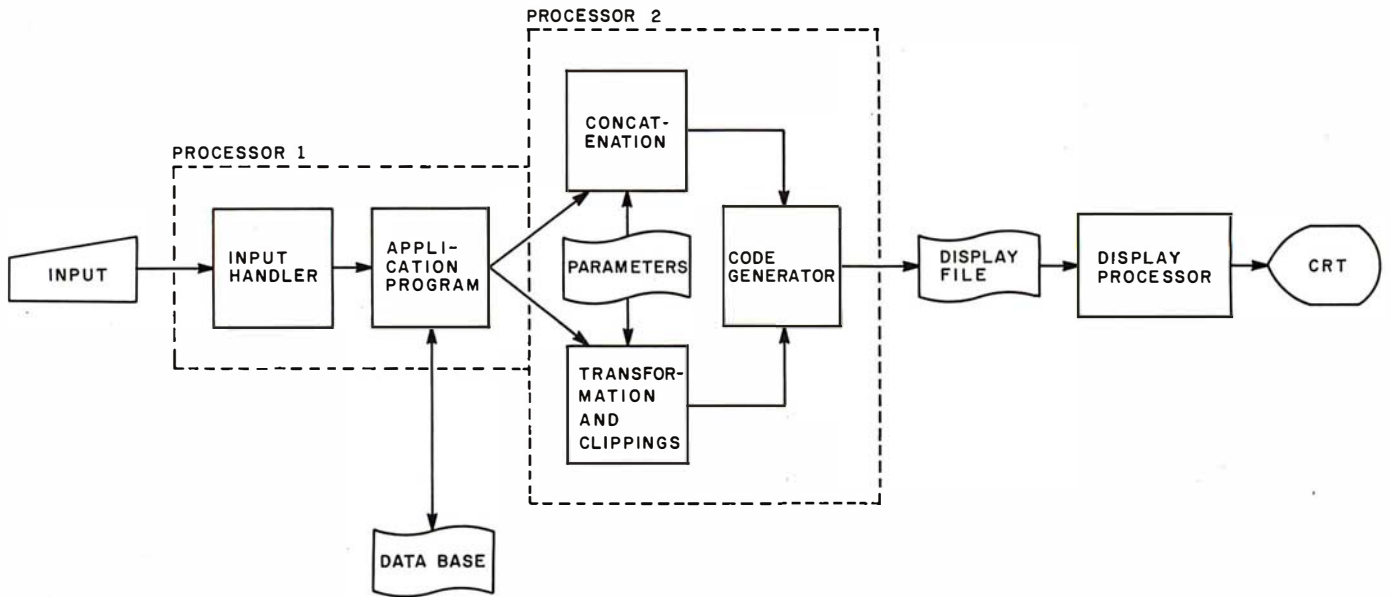 PROCESSOR 2
PROCESSOR 1
CONCAT-
ENATION
INPUT
INPUT
HANDLER
APPLI-
CATION
PROGRAM
PARAMETERS
CODE
GENERATOR
DISPLAY
FILE
DISPLAY
PROCESSOR
CRT
TRANSFOR-
MATION
AND
CLIPPINGS
DATA BASE